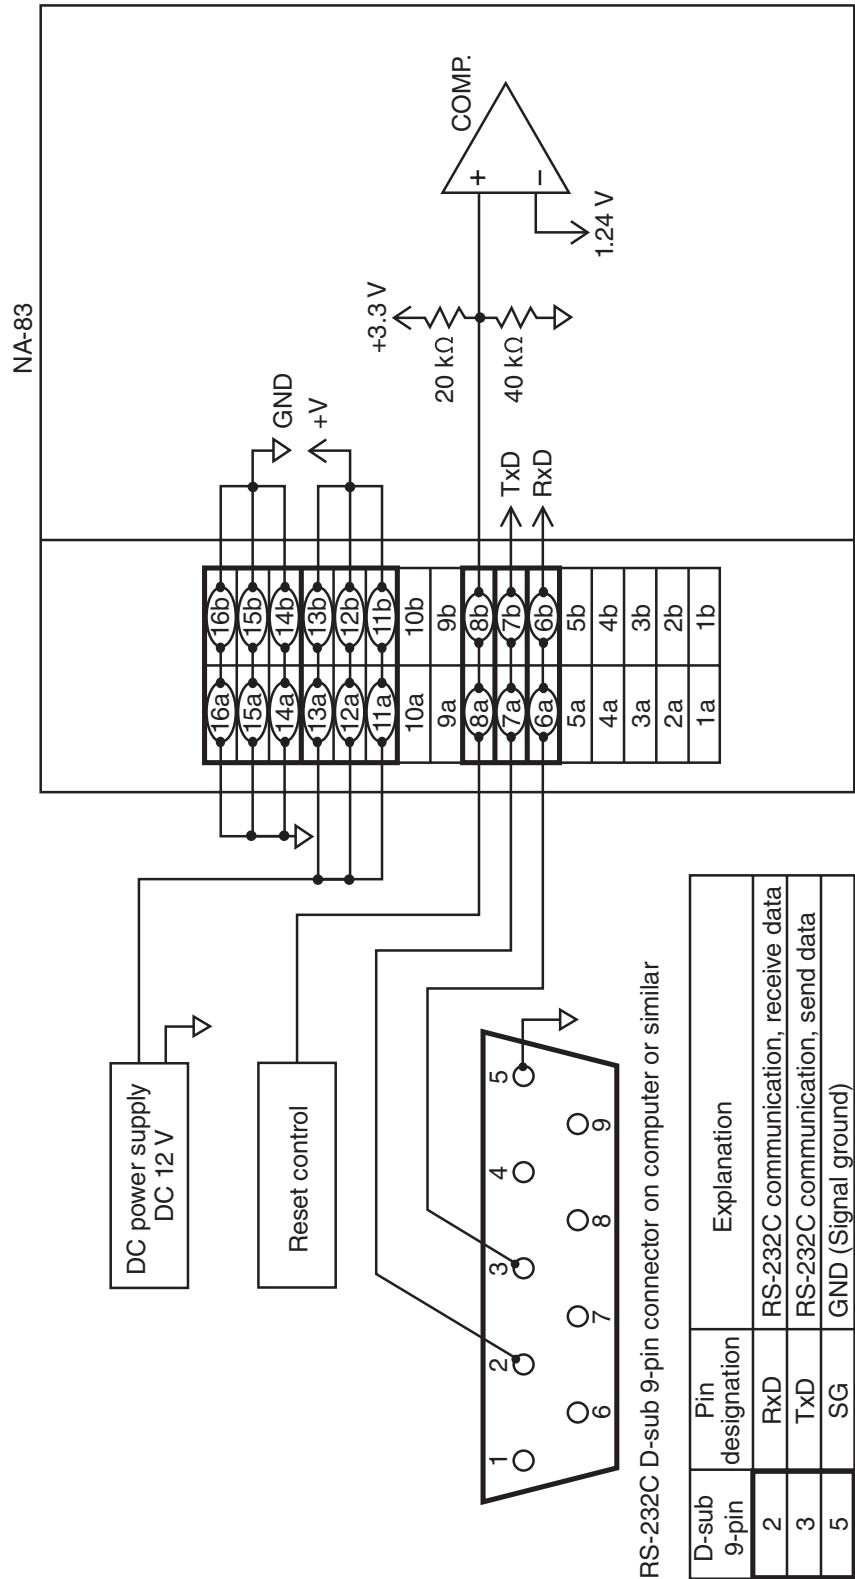 NA-83
DC power supply
DC 12 V
Reset control
GND
+V
+3.3 V
20 kΩ
40 kΩ
COMP.
+
−
1.24 V
TxD
RxD
16a 16b
15a 15b
14a 14b
13a 13b
12a 12b
11a 11b
10a 10b
9a 9b
8a 8b
7a 7b
6a 6b
5a 5b
4a 4b
3a 3b
2a 2b
1a 1b
1 2 3 4 5
6 7 8 9
RS-232C D-sub 9-pin connector on computer or similar
D-sub
9-pin
Pin
designation
Explanation
2 RxD RS-232C communication, receive data
3 TxD RS-232C communication, send data
5 SG GND (Signal ground)